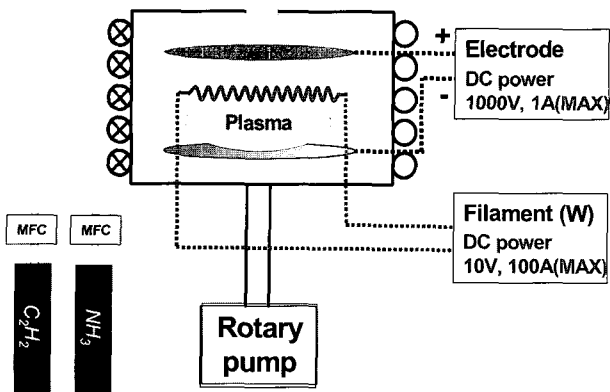 +
Electrode
DC power
1000V, 1A(MAX)
-
Plasma
Filament (W)
DC power
10V, 100A(MAX)
MFC MFC
C₂H₂
NH₃
Rotary
pump